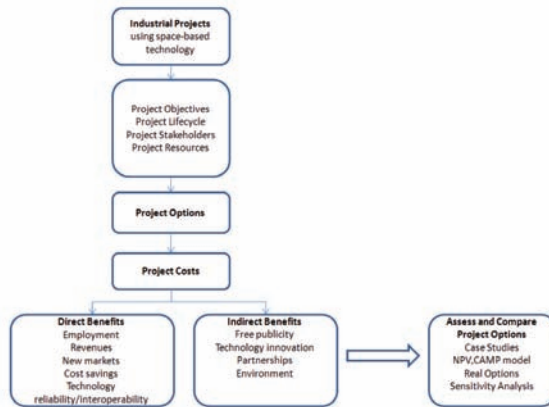 Industrial Projects
using space-based
technology
Project Objectives
Project Lifecycle
Project Stakeholders
Project Resources
Project Options
Project Costs
Direct Benefits
Employment
Revenues
New markets
Cost savings
Technology
reliability/interoperability
Indirect Benefits
Free publicity
Technology innovation
Partnerships
Environment
Assess and Compare
Project Options
Case Studies
NPV,CAMP model
Real Options
Sensitivity Analysis